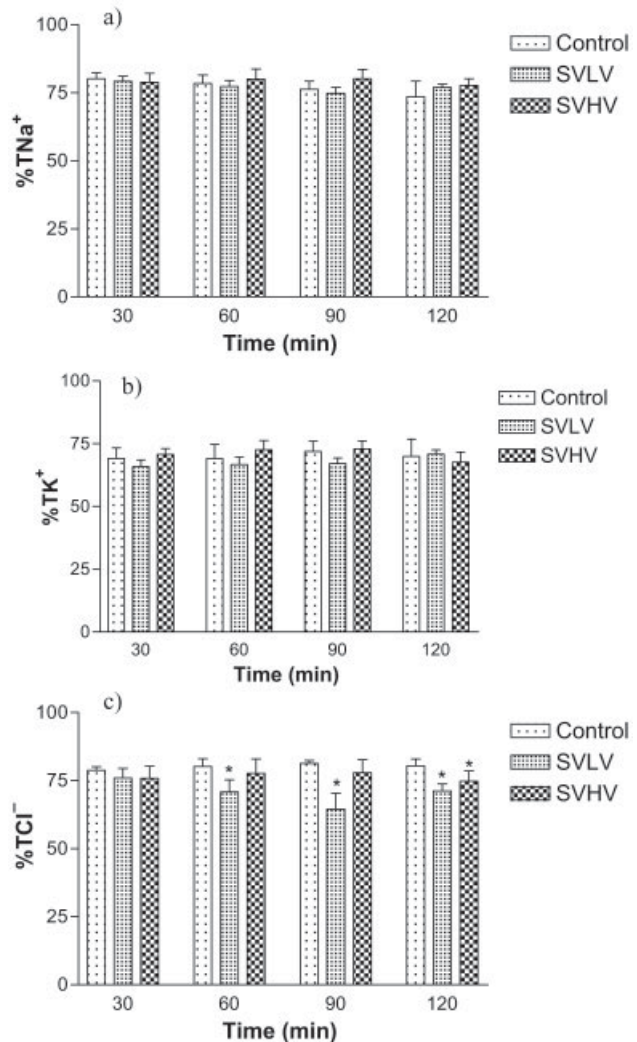 a)
Control
SVLV
SVHV
100
75
50
25
0
%TNa⁺
30 60 90 120
Time (min)
b)
Control
SVLV
SVHV
100
75
50
25
0
%TK⁺
30 60 90 120
Time (min)
c)
Control
SVLV
SVHV
100
75
50
25
0
%TCl⁻
* * * *
30 60 90 120
Time (min)